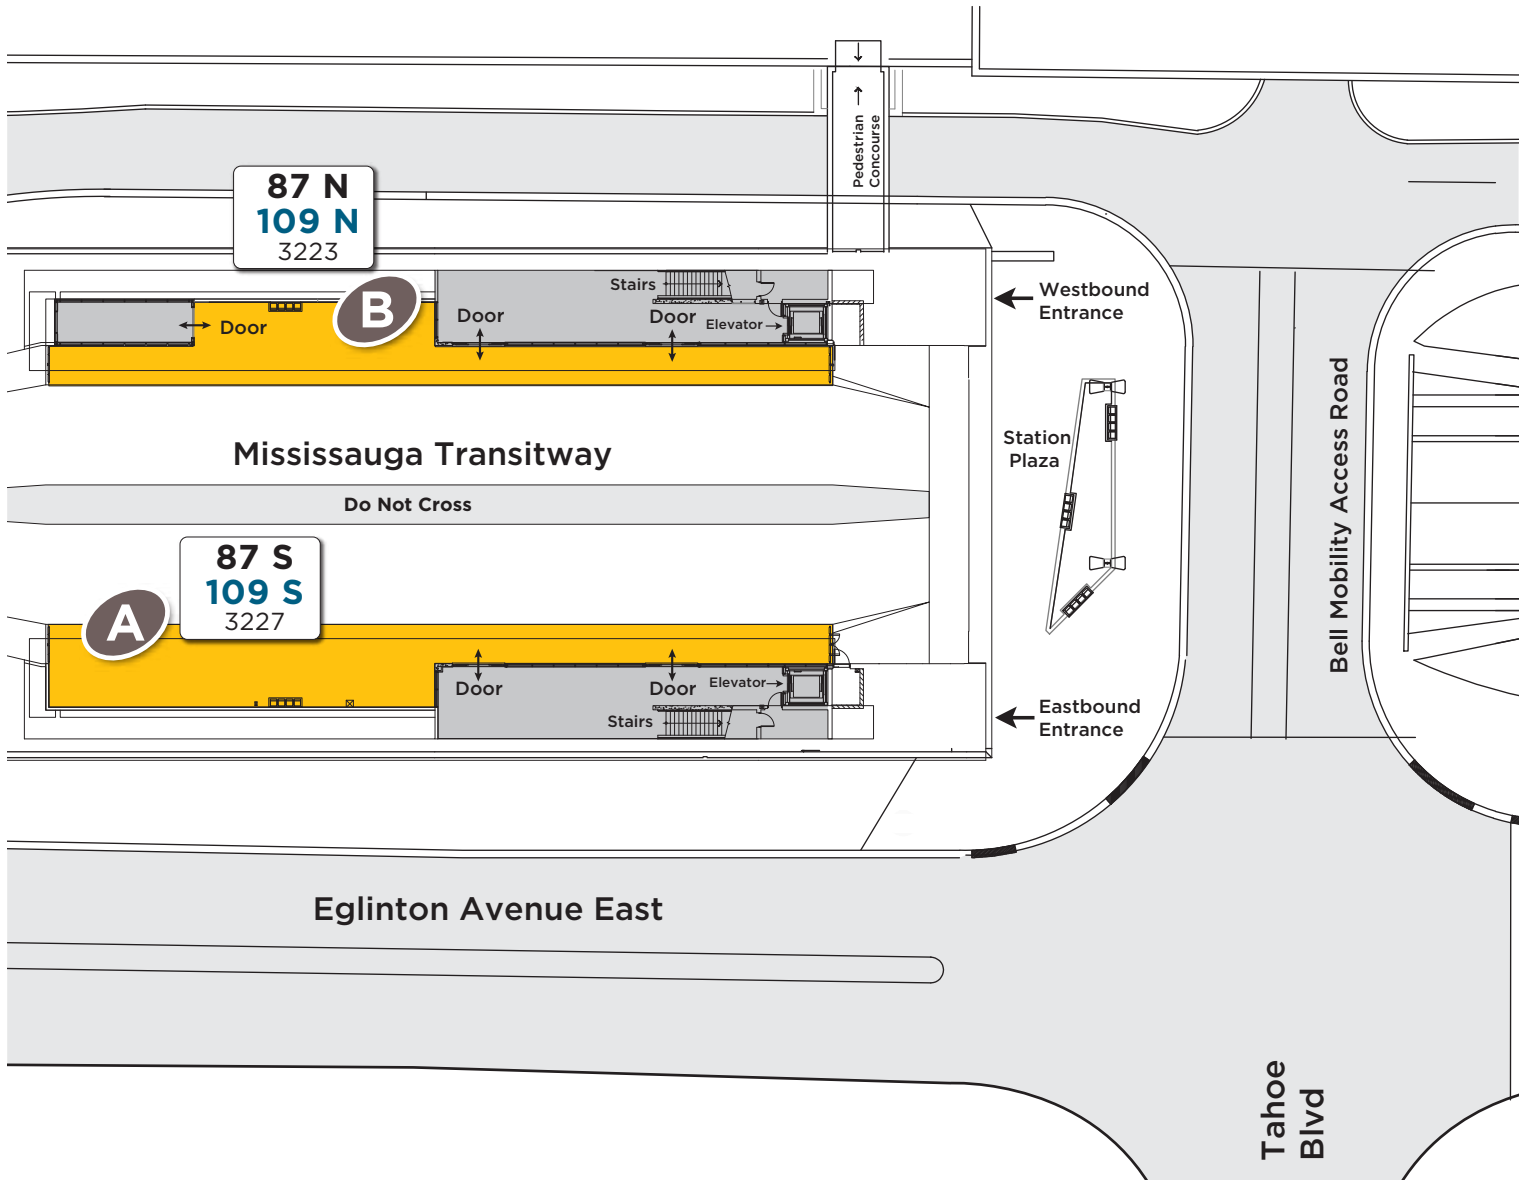 Pedestrian
Concourse
87 N
109 N
3223
B
Stairs
Door
Door
Door
Elevator
Westbound
Entrance
Mississauga Transitway
Station
Plaza
Do Not Cross
Bell Mobility Access Road
87 S
109 S
3227
A
Door
Door
Elevator
Stairs
Eastbound
Entrance
Eglinton Avenue East
Tahoe
Blvd